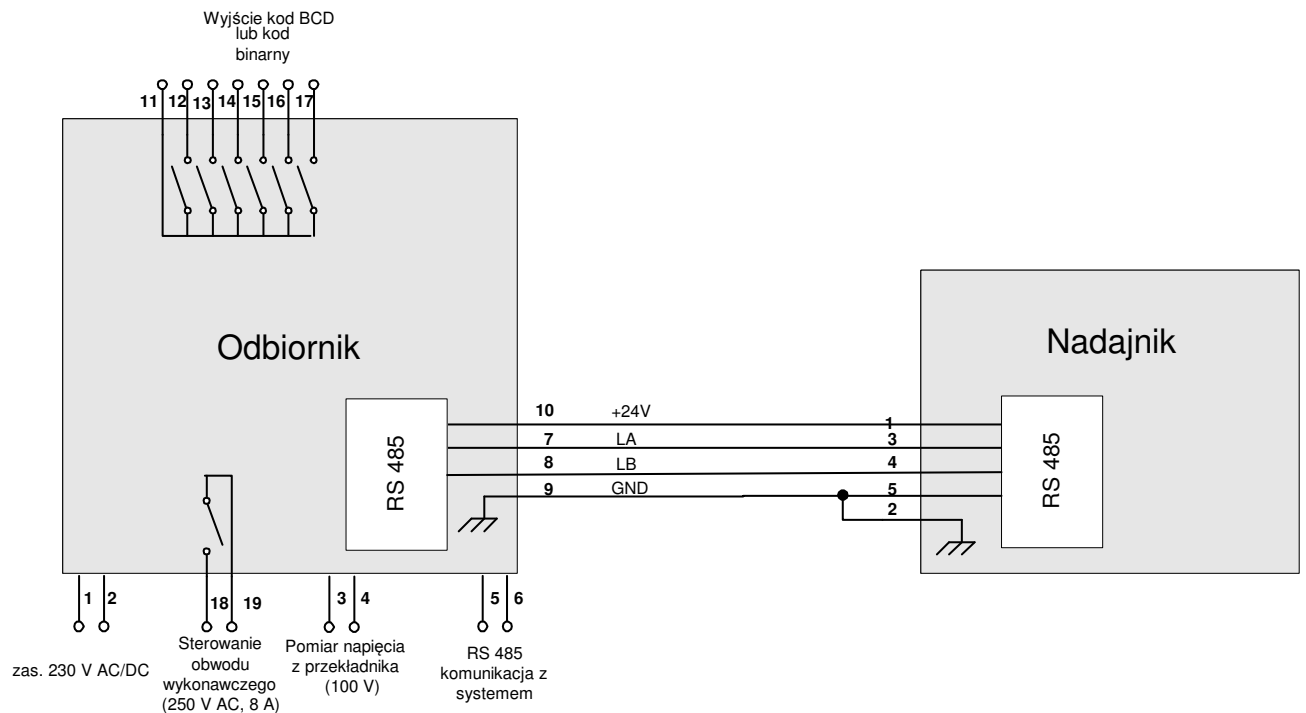 Wyjście kod BCD
lub kod
binarny
11 12 13 14 15 16 17
Odbiornik
Nadajnik
RS 485
RS 485
10 +24V 1
7 LA 3
8 LB 4
9 GND 5
2
1 2 18 19 3 4 5 6
zas. 230 V AC/DC
Sterowanie
obwodu
wykonawczego
(250 V AC, 8 A)
Pomiar napięcia
z przekładnika
(100 V)
RS 485
komunikacja z
systemem